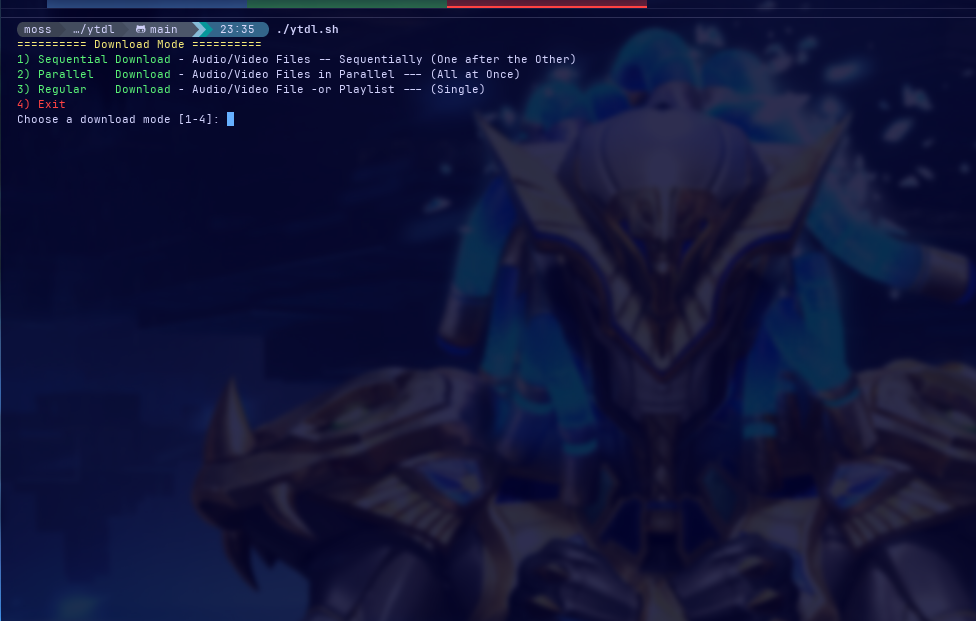 moss …/ytdl main 23:35 ./ytdl.sh
========== Download Mode ==========
1) Sequential Download - Audio/Video Files -- Sequentially (One after the Other)
2) Parallel   Download - Audio/Video Files in Parallel --- (All at Once)
3) Regular    Download - Audio/Video File -or Playlist --- (Single)
4) Exit
Choose a download mode [1-4]: